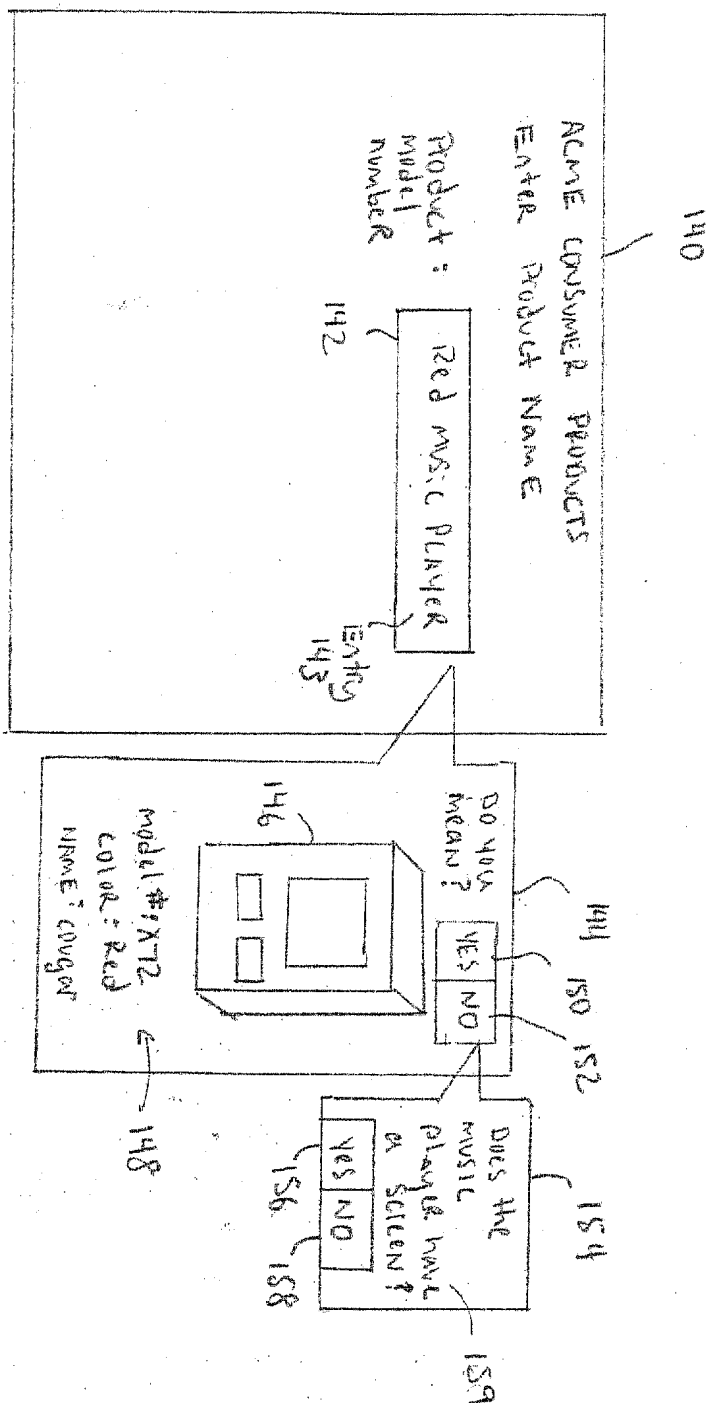 140
ACME CONSUMER PRODUCTS
Enter Product Name
Product :
model
number
Red MUSIC PLAYER
142
Entry
143
144
150
152
Do you
mean?
YES
NO
146
model #: X72
COLOR: Red
NAME: COUGAR
148
154
Does the
MUSIC
player have
a screen?
YES
NO
156
158
159